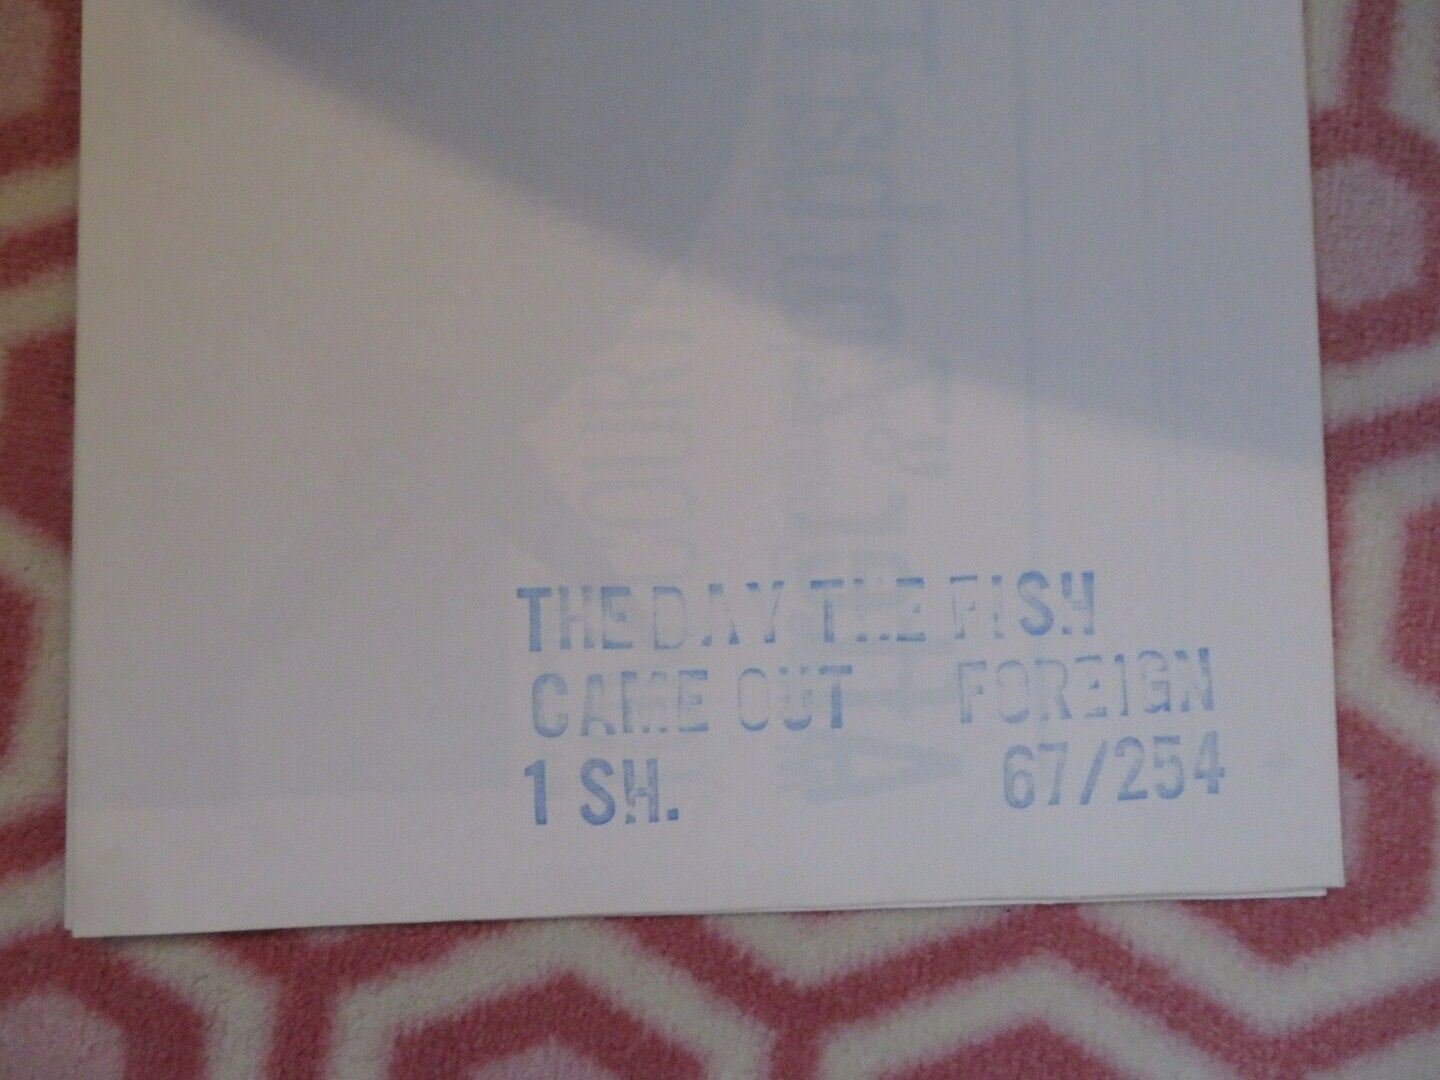 THE DAY THE FISH
CAME OUT FOREIGN
1 SH. 67/254